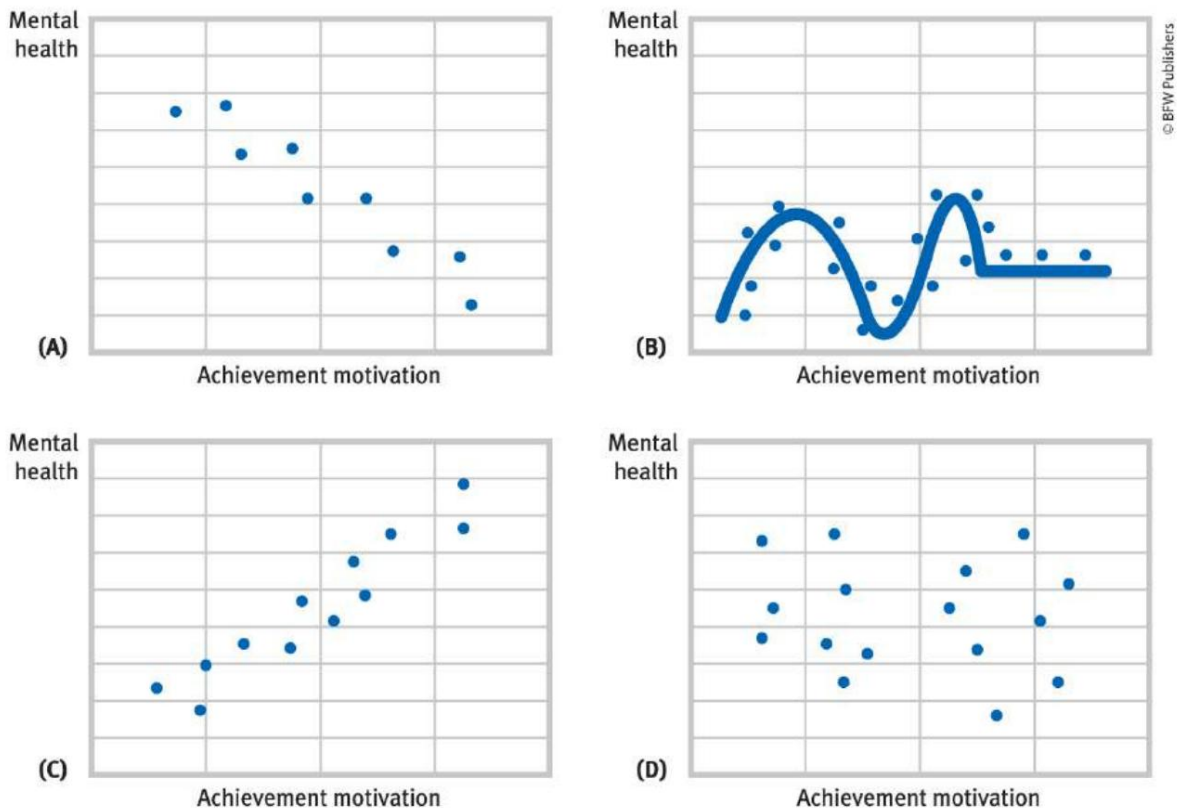 Mental
health
(A)
Achievement motivation
Mental
health
(B)
Achievement motivation
© BFW Publishers
Mental
health
(C)
Achievement motivation
Mental
health
(D)
Achievement motivation